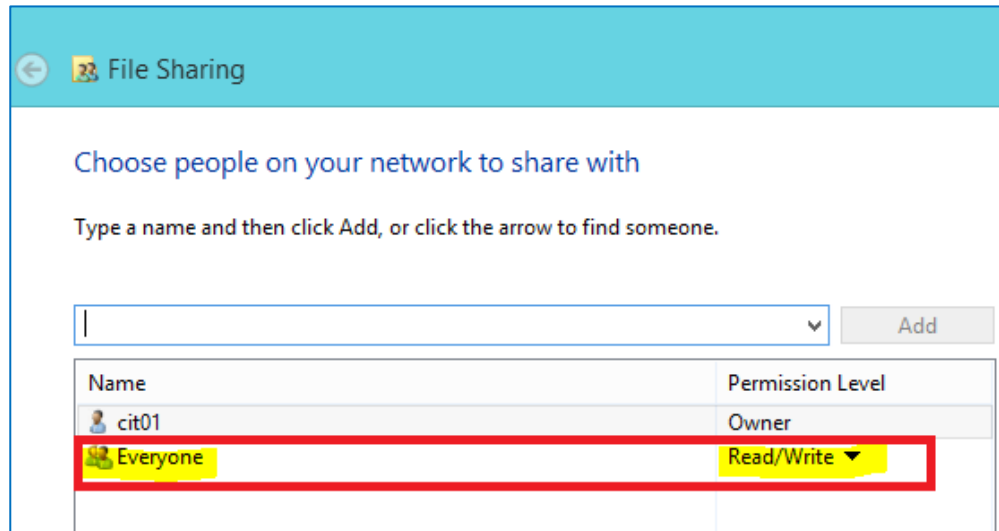 File Sharing
Choose people on your network to share with
Type a name and then click Add, or click the arrow to find someone.
Add
Name Permission Level
cit01 Owner
Everyone Read/Write